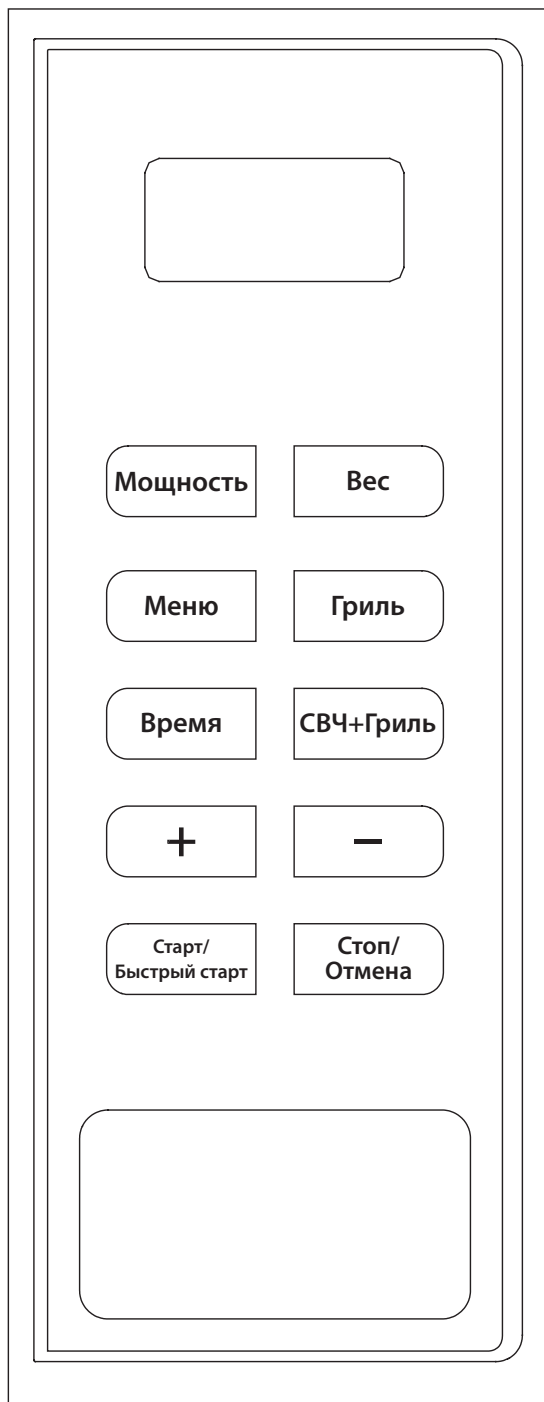 Мощность
Вес
Меню
Гриль
Время
СВЧ+Гриль
+
−
Старт/
Быстрый старт
Стоп/
Отмена